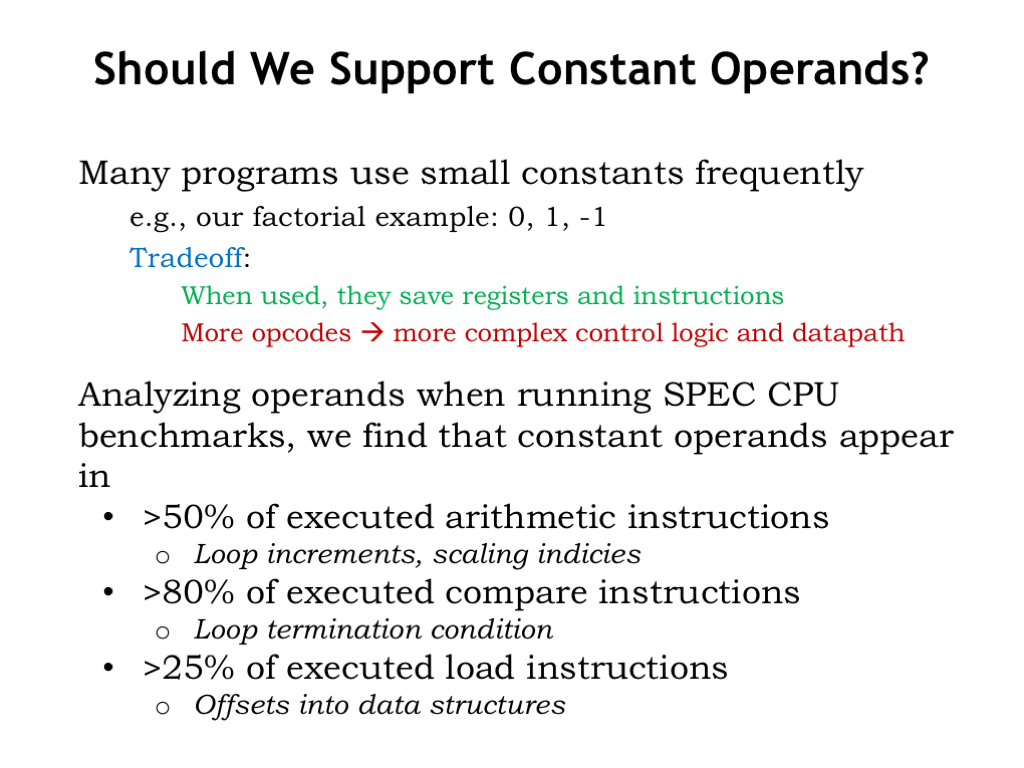 Should We Support Constant Operands?
Many programs use small constants frequently
e.g., our factorial example: 0, 1, -1
Tradeoff:
When used, they save registers and instructions
More opcodes → more complex control logic and datapath
Analyzing operands when running SPEC CPU
benchmarks, we find that constant operands appear
in
• >50% of executed arithmetic instructions
o Loop increments, scaling indicies
• >80% of executed compare instructions
o Loop termination condition
• >25% of executed load instructions
o Offsets into data structures